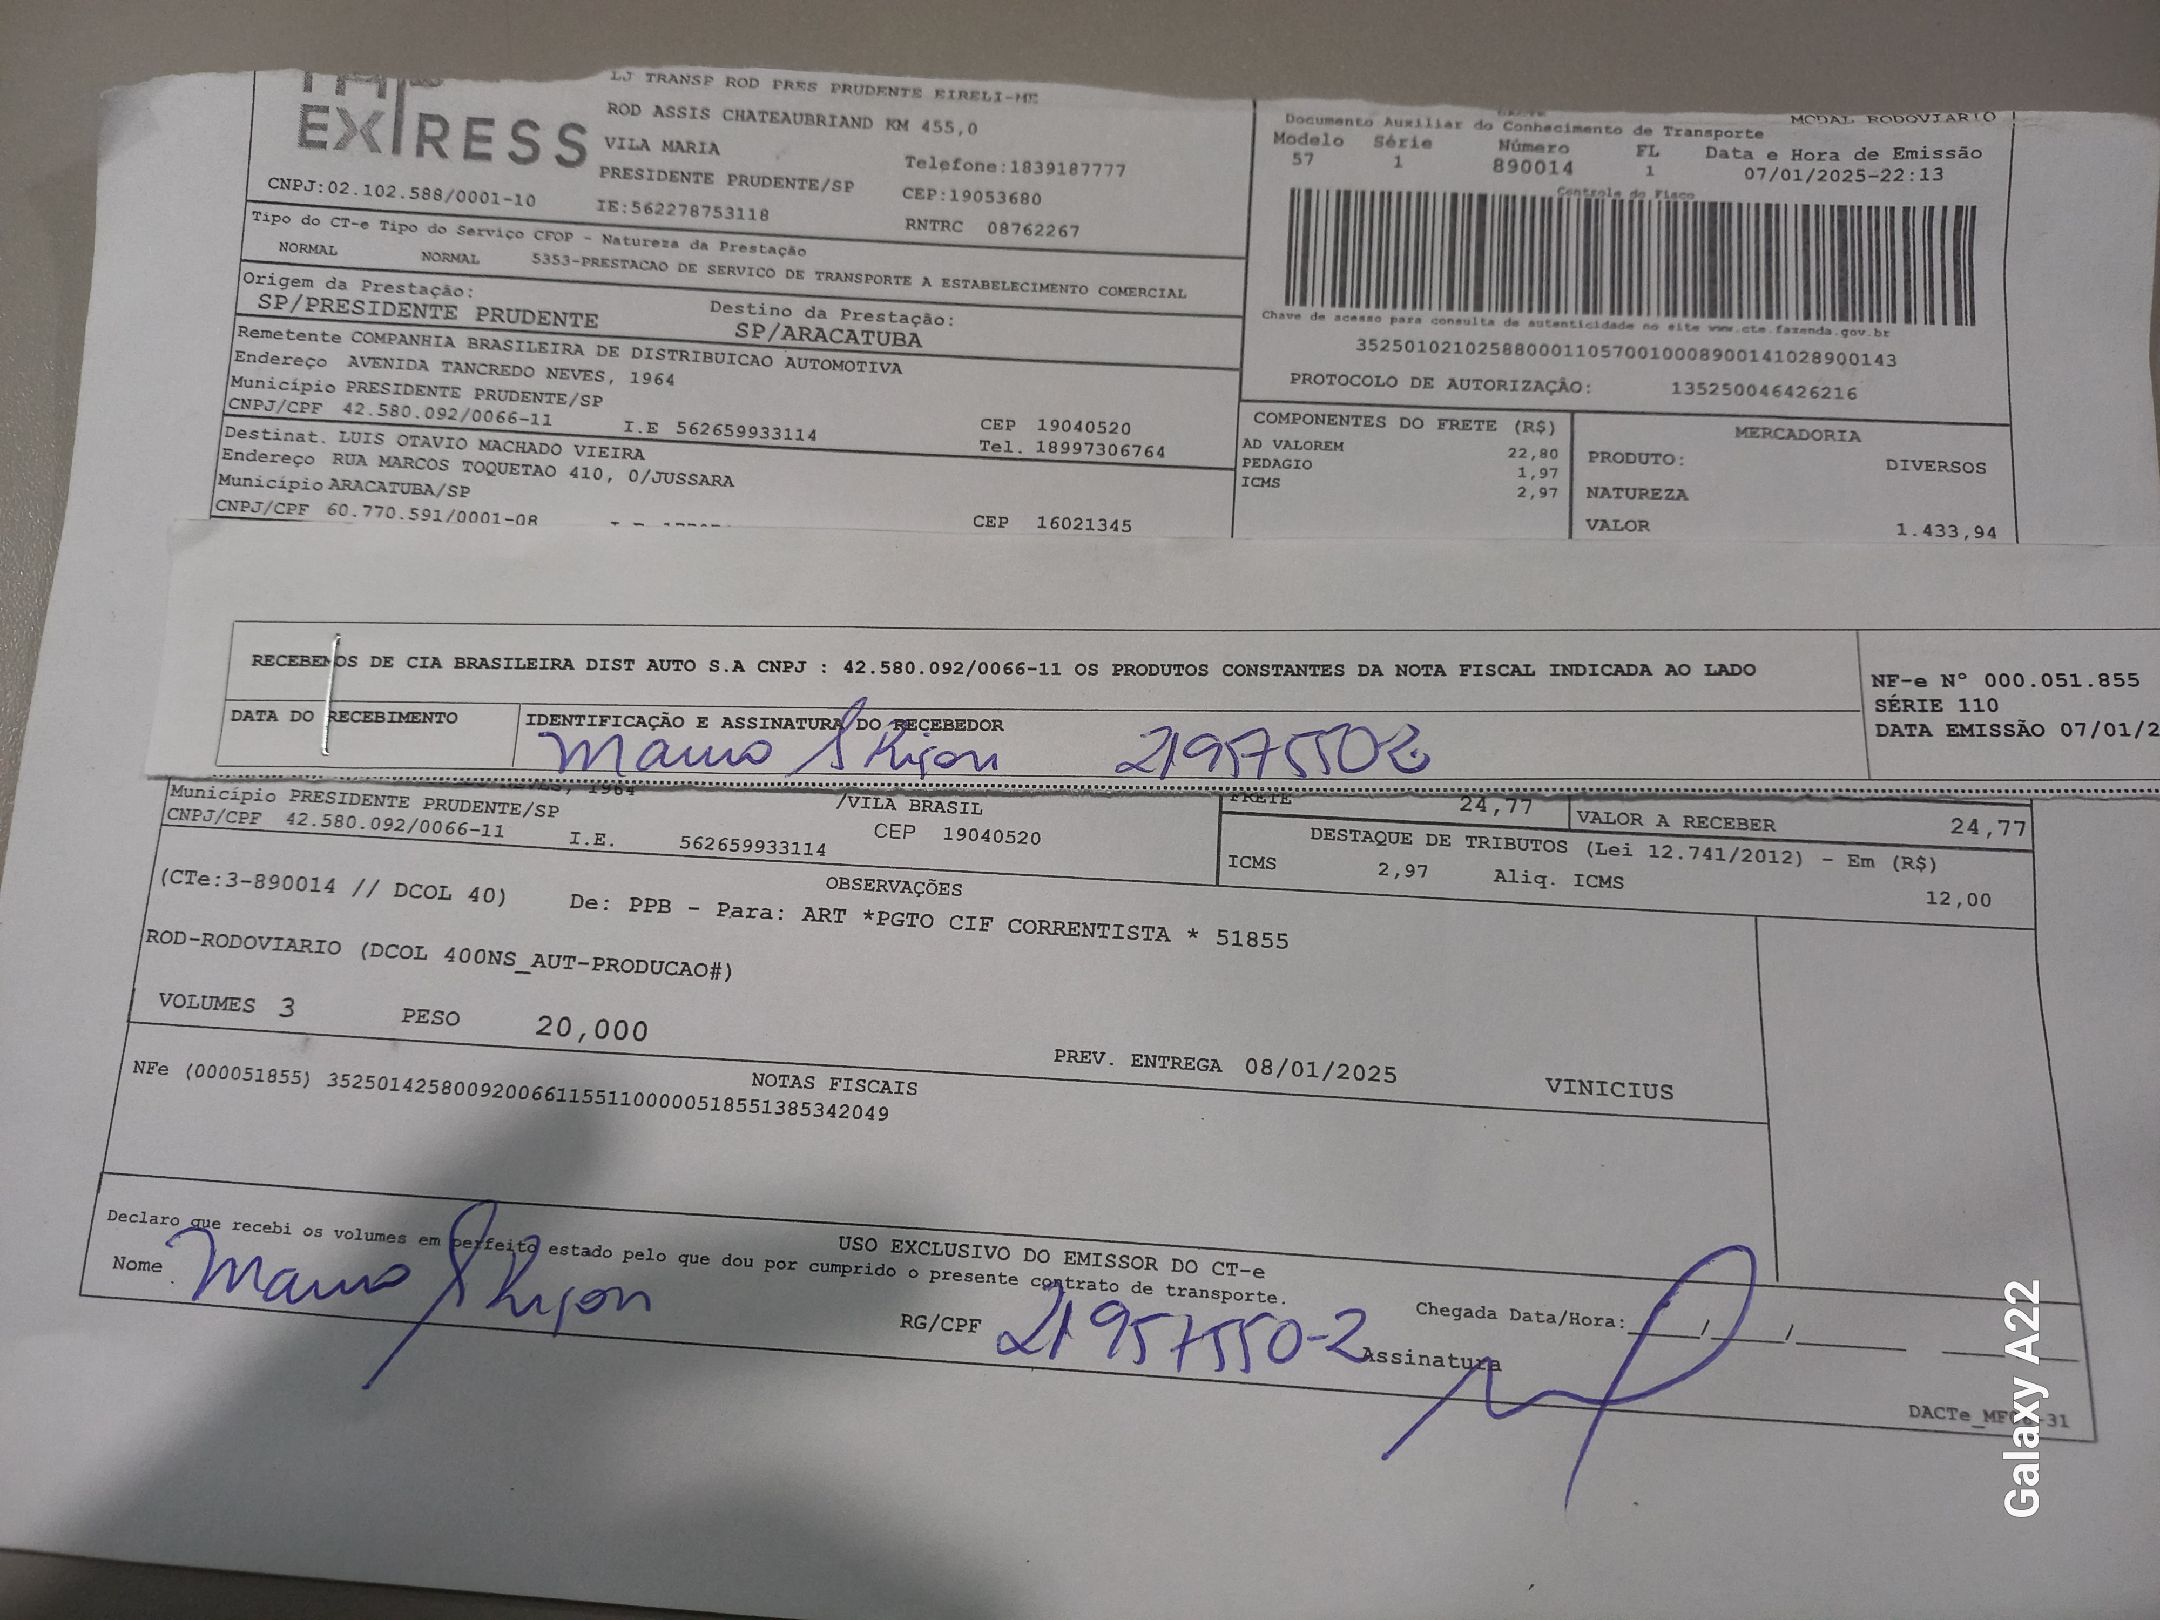 EXPRESS
CNPJ:02.102.588/0001-10
LJ TRANSP ROD PRES PRUDENTE EIRELI-ME
ROD ASSIS CHATEAUBRIAND KM 455,0
VILA MARIA
Telefone:1839187777
PRESIDENTE PRUDENTE/SP
CEP:19053680
IE:562278753118
RNTRC 08762267
MODAL RODOVIARIO
Documento Auxiliar do Conhecimento de Transporte
Modelo Série Número FL Data e Hora de Emissão
57 1 890014 1 07/01/2025-22:13
Controle do Fisco
Chave de acesso para consulta de autenticidade no site www.cte.fazenda.gov.br
35250102102588000110570010008900141028900143
PROTOCOLO DE AUTORIZAÇÃO: 135250046426216
Tipo do CT-e Tipo do Serviço CFOP - Natureza da Prestação
NORMAL NORMAL 5353-PRESTACAO DE SERVICO DE TRANSPORTE A ESTABELECIMENTO COMERCIAL
Origem da Prestação: Destino da Prestação:
SP/PRESIDENTE PRUDENTE SP/ARACATUBA
Remetente COMPANHIA BRASILEIRA DE DISTRIBUICAO AUTOMOTIVA
Endereço AVENIDA TANCREDO NEVES, 1964
Município PRESIDENTE PRUDENTE/SP CEP 19040520
CNPJ/CPF 42.580.092/0066-11 I.E 562659933114 Tel. 18997306764
Destinat. LUIS OTAVIO MACHADO VIEIRA
Endereço RUA MARCOS TOQUETAO 410, 0/JUSSARA
Município ARACATUBA/SP CEP 16021345
CNPJ/CPF 60.770.591/0001-08
COMPONENTES DO FRETE (R$)
AD VALOREM 22,80
PEDAGIO 1,97
ICMS 2,97
MERCADORIA
PRODUTO: DIVERSOS
NATUREZA
VALOR 1.433,94
RECEBEMOS DE CIA BRASILEIRA DIST AUTO S.A CNPJ : 42.580.092/0066-11 OS PRODUTOS CONSTANTES DA NOTA FISCAL INDICADA AO LADO
DATA DO RECEBIMENTO
IDENTIFICAÇÃO E ASSINATURA DO RECEBEDOR
219575502
NF-e Nº 000.051.855
SÉRIE 110
DATA EMISSÃO 07/01/2
NEVES, 1964
Município PRESIDENTE PRUDENTE/SP /VILA BRASIL
CNPJ/CPF 42.580.092/0066-11 I.E. 562659933114 CEP 19040520
FRETE 24,77 VALOR A RECEBER 24,77
DESTAQUE DE TRIBUTOS (Lei 12.741/2012) - Em (R$)
ICMS 2,97 Aliq. ICMS 12,00
OBSERVAÇÕES
(CTe:3-890014 // DCOL 40) De: PPB - Para: ART *PGTO CIF CORRENTISTA * 51855
ROD-RODOVIARIO (DCOL 400NS_AUT-PRODUCAO#)
VOLUMES 3 PESO 20,000 PREV. ENTREGA 08/01/2025 VINICIUS
NOTAS FISCAIS
NFe (000051855) 35250142580092006611551100000518551385342049
USO EXCLUSIVO DO EMISSOR DO CT-e
Declaro que recebi os volumes em perfeito estado pelo que dou por cumprido o presente contrato de transporte.
Nome RG/CPF 21957550-2 Assinatura
Chegada Data/Hora:___/___/___
Galaxy A22